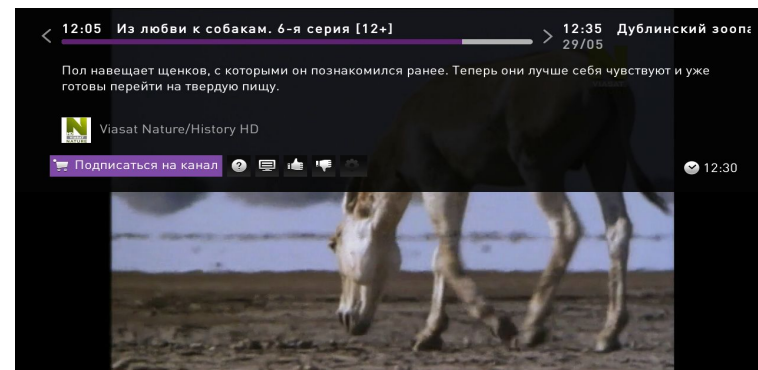 12:05 Из любви к собакам. 6-я серия [12+]
12:35 Дублинский зоопа
29/05
Пол навещает щенков, с которыми он познакомился ранее. Теперь они лучше себя чувствуют и уже
готовы перейти на твердую пищу.
N
Viasat Nature/History HD
Подписаться на канал
12:30